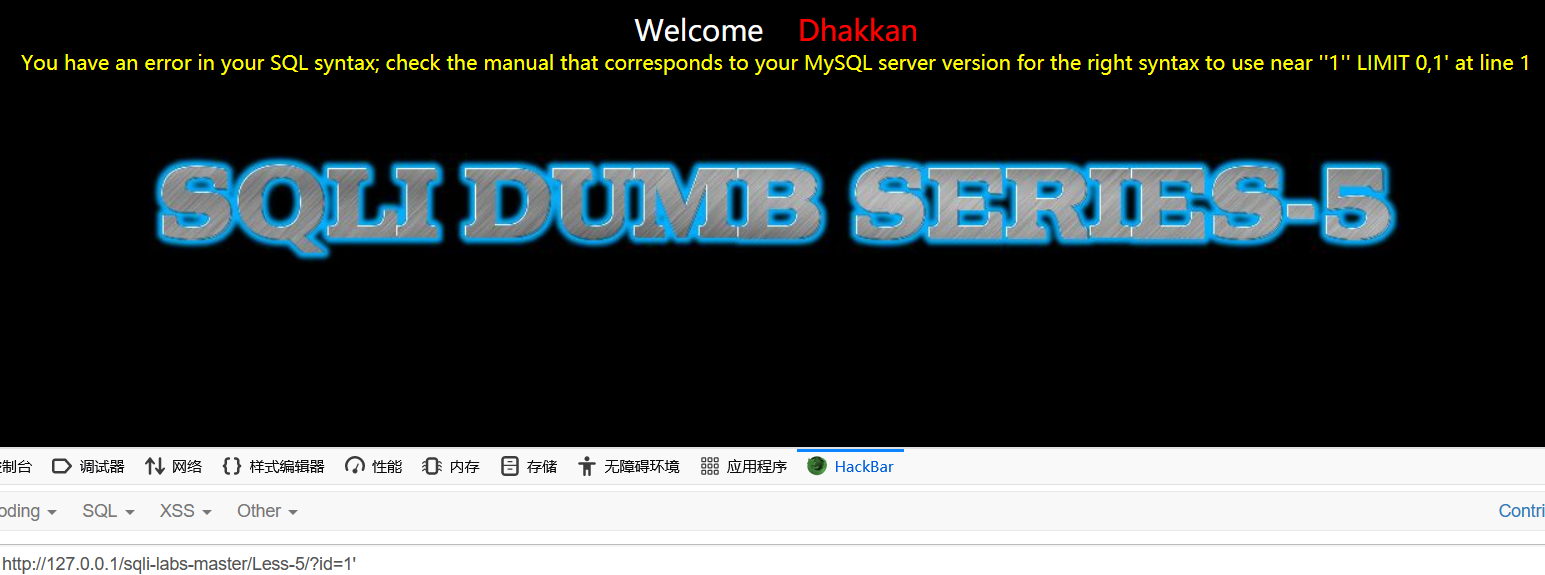 Welcome Dhakkan
You have an error in your SQL syntax; check the manual that corresponds to your MySQL server version for the right syntax to use near ''1'' LIMIT 0,1' at line 1
SQLI DUMB SERIES-5
制台 调试器 网络 样式编辑器 性能 内存 存储 无障碍环境 应用程序 HackBar
oding SQL XSS Other Contri
http://127.0.0.1/sqli-labs-master/Less-5/?id=1'